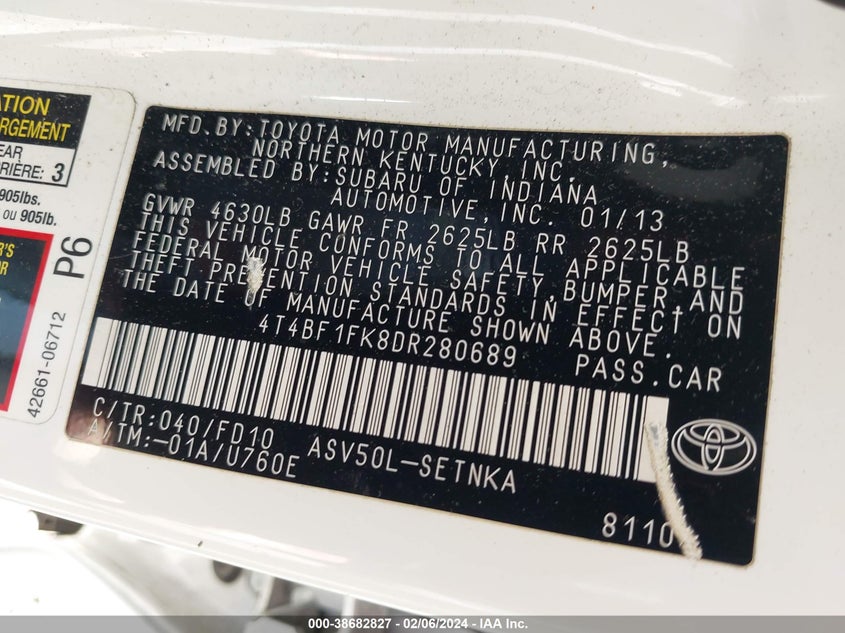 ATION
RGEMENT
EAR
RRIÈRE: 3
905lbs.
ou 905lb.
R'S
P6
42661-06712
MFD.BY:TOYOTA MOTOR MANUFACTURING,
NORTHERN KENTUCKY, INC.
ASSEMBLED BY:SUBARU OF INDIANA
AUTOMOTIVE,INC. 01/13
GVWR 4630LB GAWR FR 2625LB RR 2625LB
THIS VEHICLE CONFORMS TO ALL APPLICABLE
FEDERAL MOTOR VEHICLE SAFETY,BUMPER,AND
THEFT PREVENTION STANDARDS IN EFFECT ON
THE DATE OF MANUFACTURE SHOWN ABOVE.
4T4BF1FK8DR280689 PASS.CAR
C/TR:040/FD10
A/TM:-01A/U760E
ASV50L-SETNKA
8110
000-38682827 - 02/06/2024 - IAA Inc.